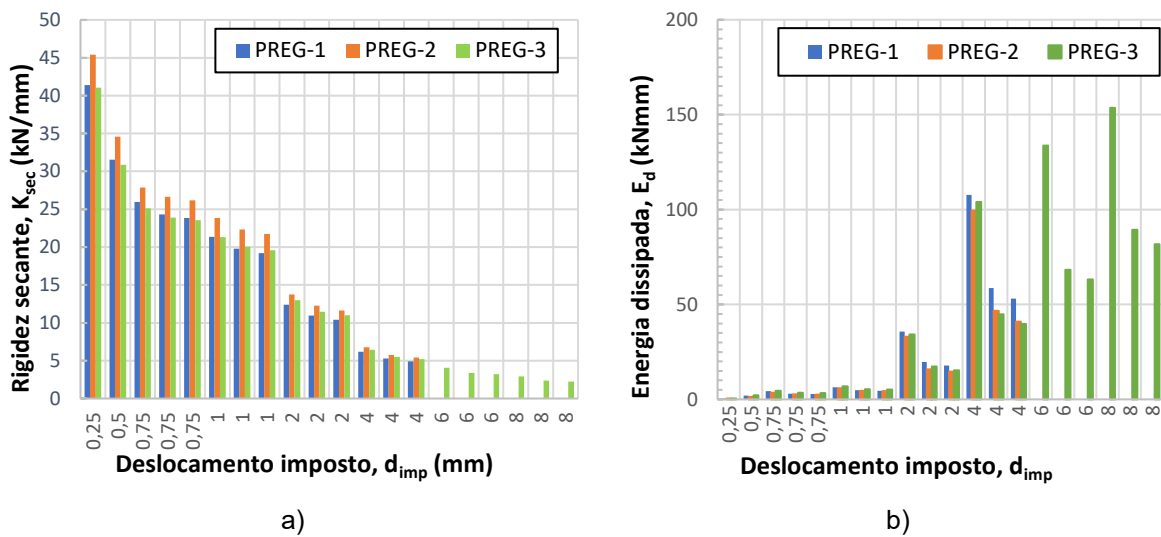 50
45
40
35
30
25
20
15
10
5
0
Rigidez secante, Ksec (kN/mm)
PREG-1 PREG-2 PREG-3
0,25 0,5 0,75 0,75 0,75 1 1 1 2 2 2 4 4 4 6 6 6 8 8 8
Deslocamento imposto, dimp (mm)
a)
200
150
100
50
0
Energia dissipada, Ed (kNmm)
PREG-1 PREG-2 PREG-3
0,25 0,5 0,75 0,75 0,75 1 1 1 2 2 2 4 4 4 6 6 6 8 8 8
Deslocamento imposto, dimp
b)